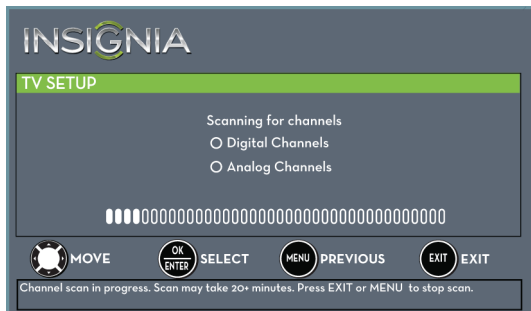 INSIGNIA
TV SETUP
Scanning for channels
Digital Channels
Analog Channels
MOVE OK ENTER SELECT MENU PREVIOUS EXIT EXIT
Channel scan in progress. Scan may take 20+ minutes. Press EXIT or MENU to stop scan.